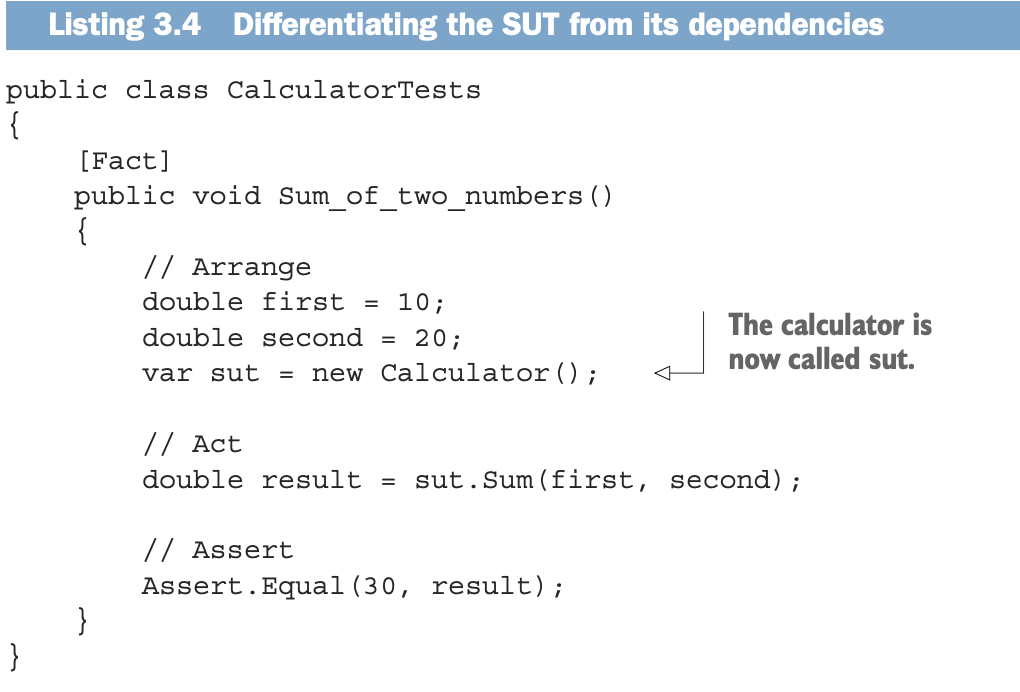 Listing 3.4 Differentiating the SUT from its dependencies
public class CalculatorTests
{
[Fact]
public void Sum_of_two_numbers()
{
// Arrange
double first = 10;
double second = 20;
var sut = new Calculator();
The calculator is
now called sut.
// Act
double result = sut.Sum(first, second);
// Assert
Assert.Equal(30, result);
}
}